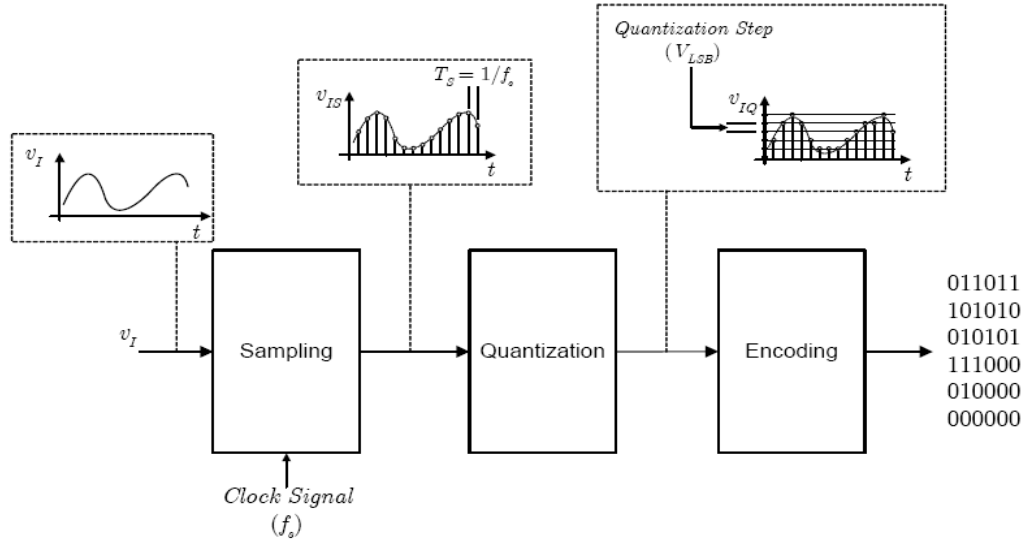 Quantization Step
(V_LSB)
T_S = 1/f_s
v_IS
t
v_IQ
t
v_I
t
v_I
Sampling
Quantization
Encoding
011011
101010
010101
111000
010000
000000
Clock Signal
(f_s)